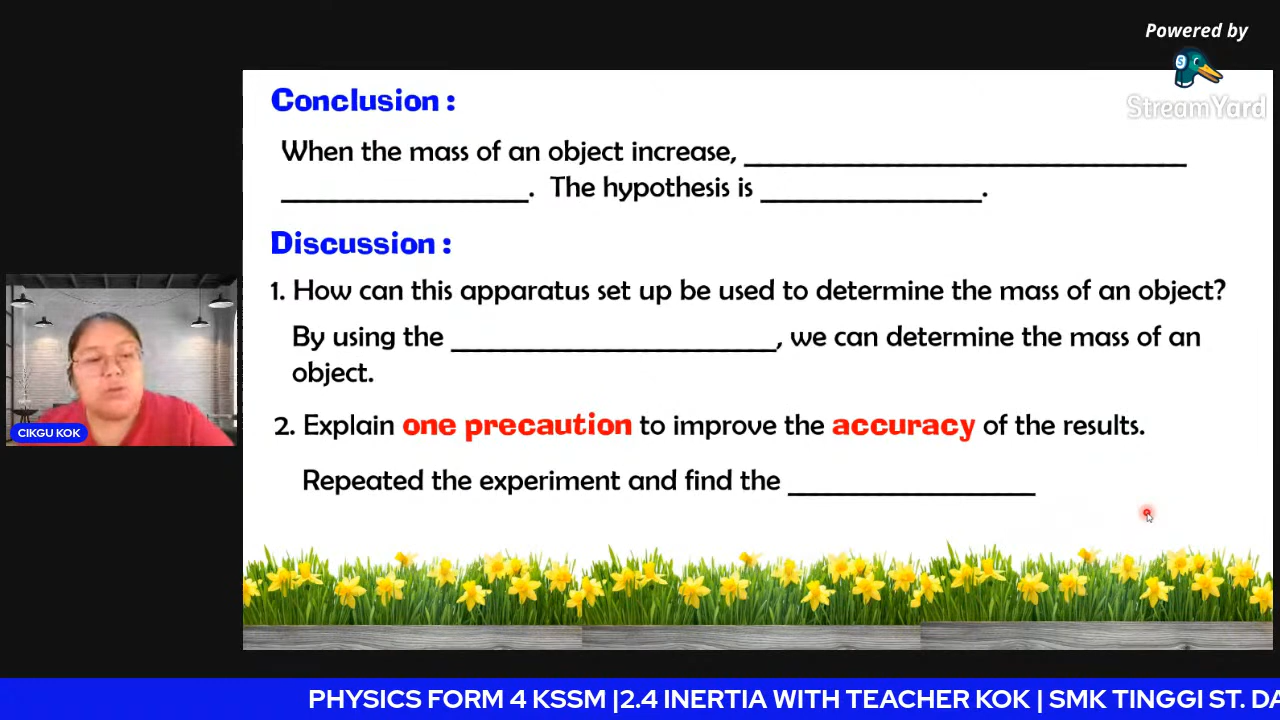 Powered by
StreamYard
Conclusion :
When the mass of an object increase, ______________________________
_________________. The hypothesis is _______________.
Discussion :
1. How can this apparatus set up be used to determine the mass of an object?
By using the ______________________, we can determine the mass of an
object.
2. Explain one precaution to improve the accuracy of the results.
Repeated the experiment and find the _________________
CIKGU KOK
PHYSICS FORM 4 KSSM |2.4 INERTIA WITH TEACHER KOK | SMK TINGGI ST. DA